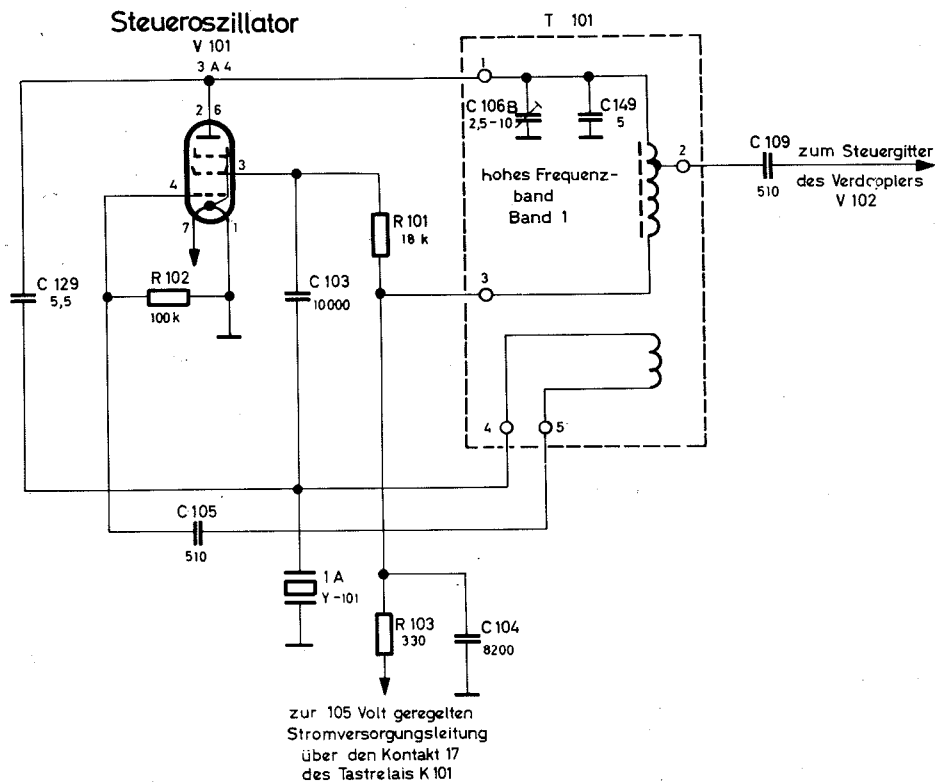 Steueroszillator
V 101
3 A 4
2 6
3
4
7
1
T 101
1
C 106B
2,5-10
C 149
5
2
C 109
510
zum Steuergitter
des Verdopplers
V 102
hohes Frequenz-
band
Band 1
R 101
18 k
3
C 129
5,5
R 102
100 k
C 103
10000
4
5
C 105
510
1 A
Y-101
R 103
330
C 104
8200
zur 105 Volt geregelten
Stromversorgungsleitung
über den Kontakt 17
des Tastrelais K 101